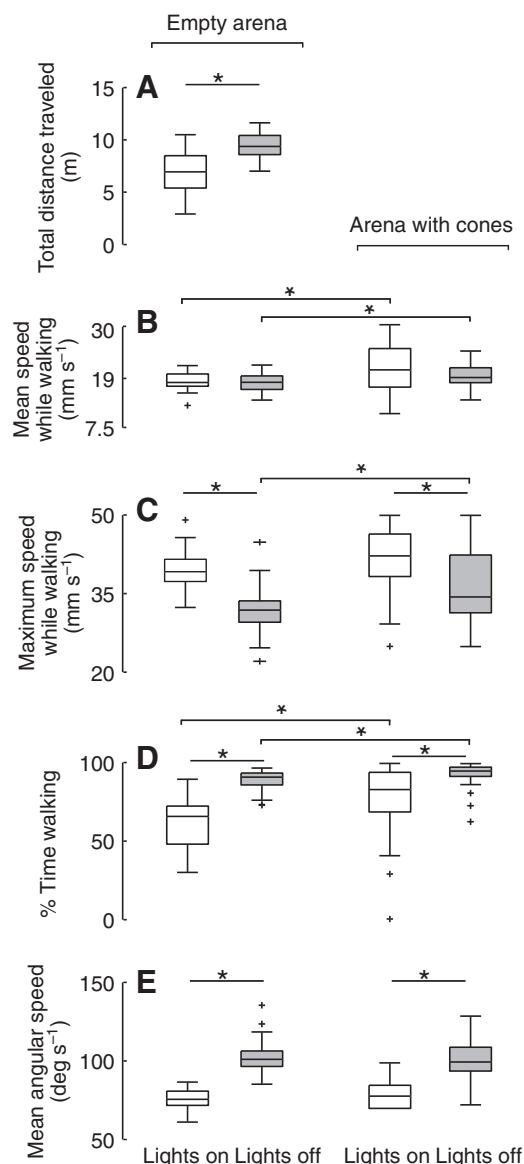 Empty arena
A
*
Total distance traveled
(m)
15
10
5
0
Arena with cones
B
*
*
Mean speed
while walking
(mm s⁻¹)
30
19
7.5
C
*
*
*
Maximum speed
while walking
(mm s⁻¹)
50
35
20
D
*
*
*
*
% Time walking
100
50
0
E
*
*
Mean angular speed
(deg s⁻¹)
150
100
50
Lights on Lights off Lights on Lights off